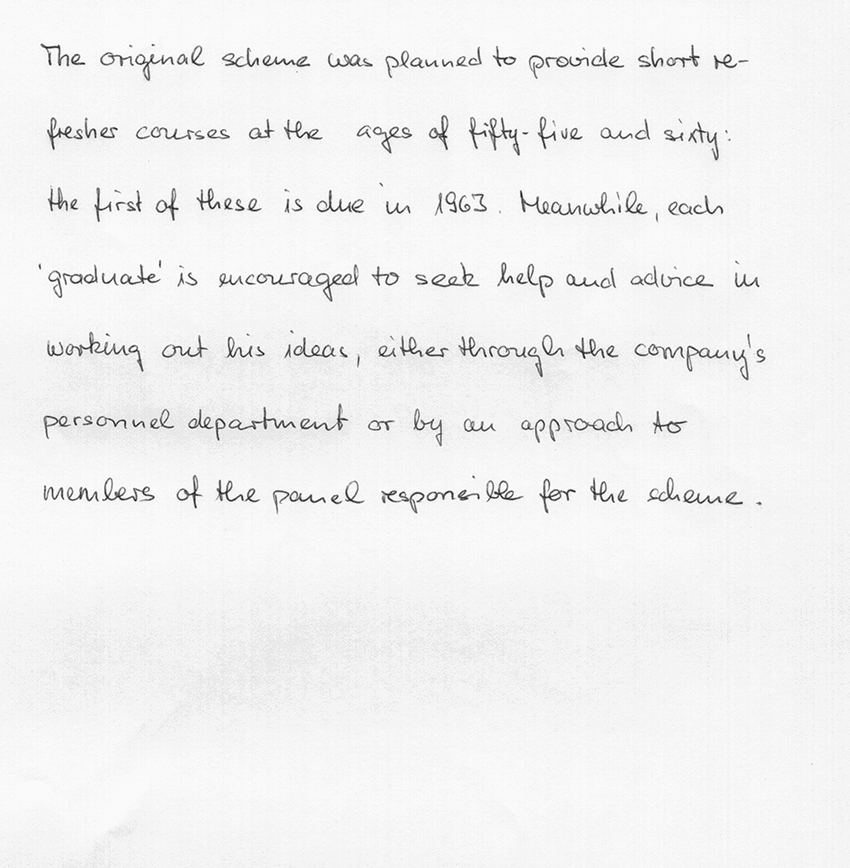 The original scheme was planned to provide short re-
fresher courses at the ages of fifty-five and sixty:
the first of these is due in 1963. Meanwhile, each
'graduate' is encouraged to seek help and advice in
working out his ideas, either through the company's
personnel department or by an approach to
members of the panel responsible for the scheme.